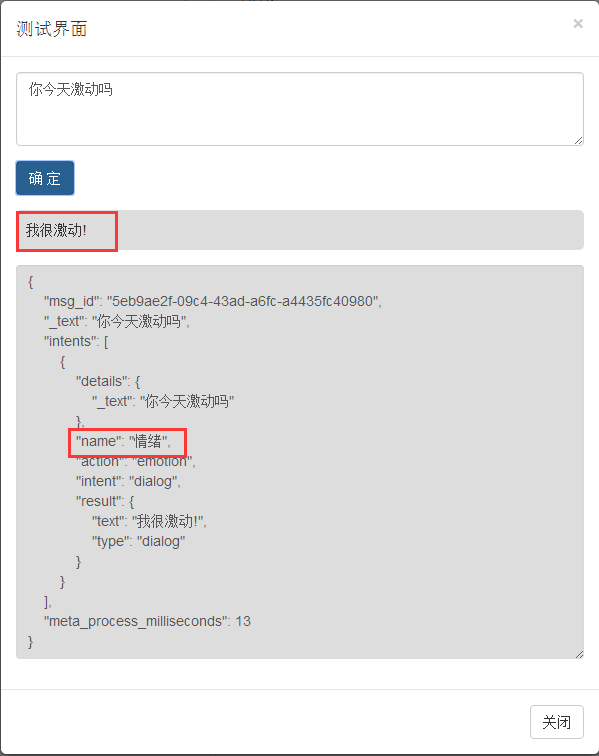 测试界面
×
你今天激动吗
确 定
我很激动!
{
"msg_id": "5eb9ae2f-09c4-43ad-a6fc-a4435fc40980",
"_text": "你今天激动吗",
"intents": [
{
"details": {
"_text": "你今天激动吗"
},
"name": "情绪",
"action": "emotion",
"intent": "dialog",
"result": {
"text": "我很激动!",
"type": "dialog"
}
}
],
"meta_process_milliseconds": 13
}
关闭